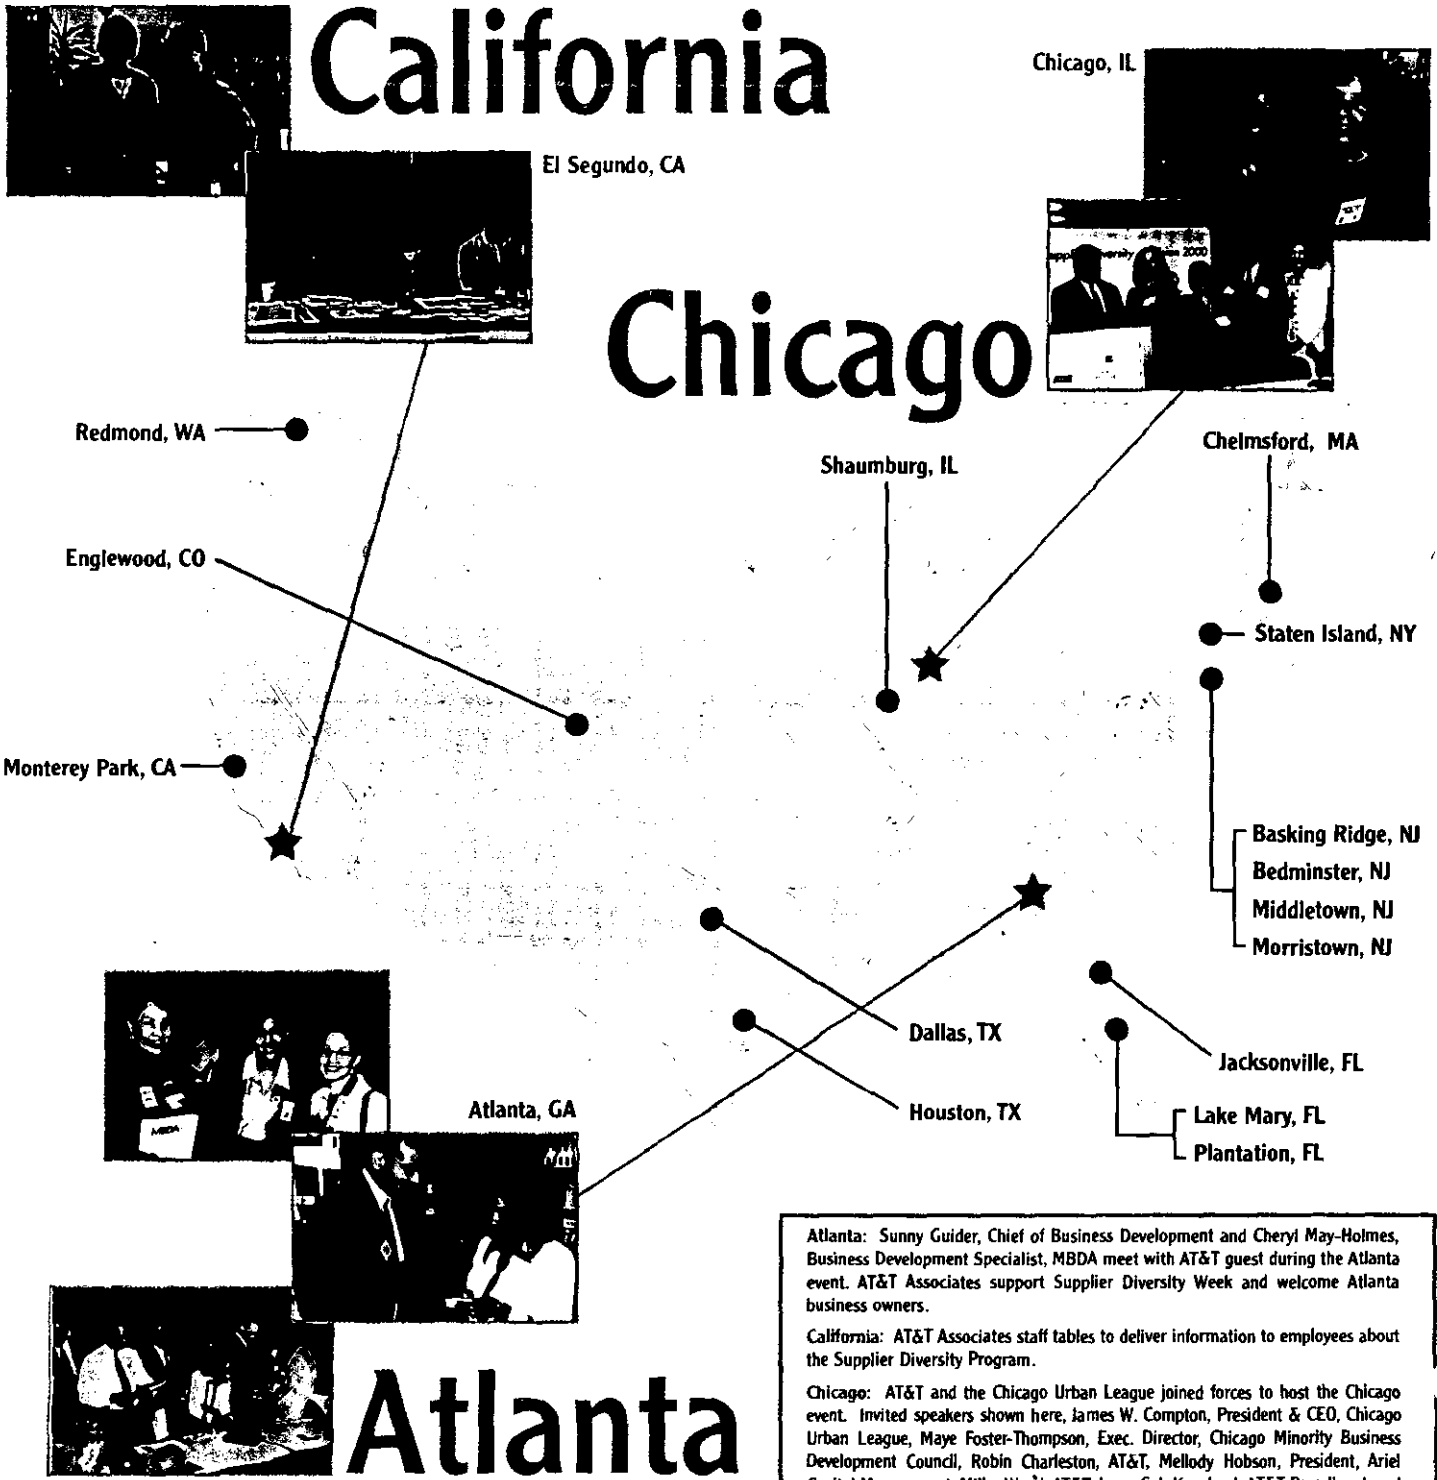 California
Chicago, IL
El Segundo, CA
Diversity
2000
Chicago
Redmond, WA
Shaumburg, IL
Chelmsford, MA
Englewood, CO
Staten Island, NY
Monterey Park, CA
Basking Ridge, NJ
Bedminster, NJ
Middletown, NJ
Morristown, NJ
Dallas, TX
Jacksonville, FL
Houston, TX
Lake Mary, FL
Plantation, FL
MBDA
Atlanta, GA
Atlanta
Atlanta: Sunny Guider, Chief of Business Development and Cheryl May-Holmes,
Business Development Specialist, MBDA meet with AT&T guest during the Atlanta
event. AT&T Associates support Supplier Diversity Week and welcome Atlanta
business owners.
California: AT&T Associates staff tables to deliver information to employees about
the Supplier Diversity Program.
Chicago: AT&T and the Chicago Urban League joined forces to host the Chicago
event. Invited speakers shown here, James W. Compton, President & CEO, Chicago
Urban League, Maye Foster-Thompson, Exec. Director, Chicago Minority Business
Development Council, Robin Charleston, AT&T, Mellody Hobson, President, Ariel